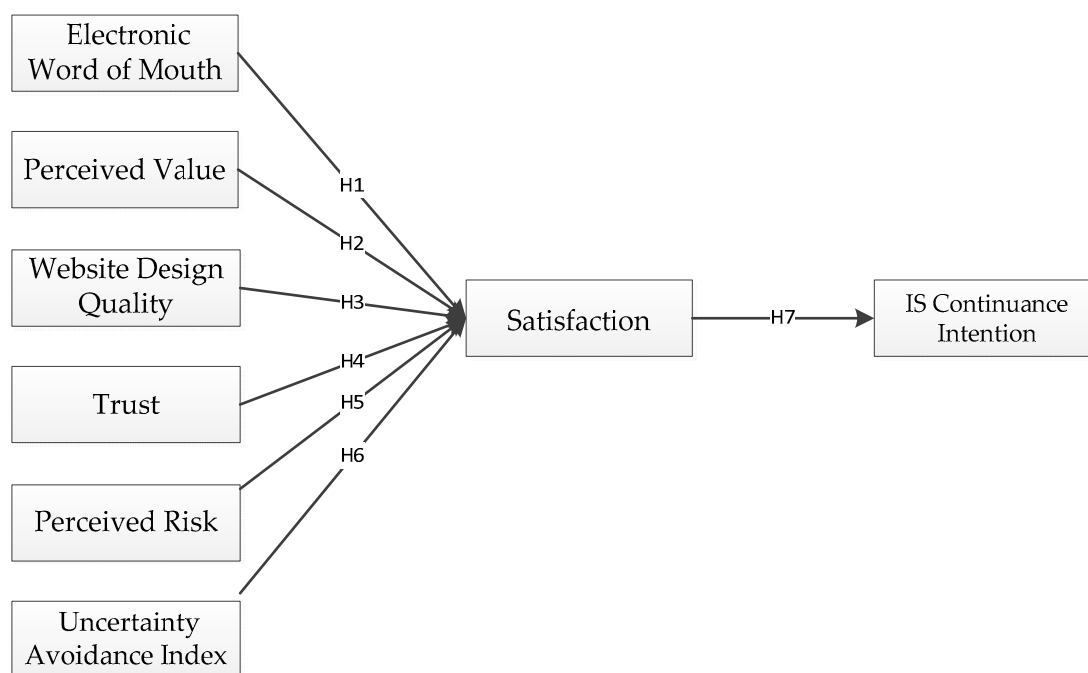 Electronic
Word of Mouth
H1
Perceived Value
H2
Website Design
Quality
H3
Trust
H4
Perceived Risk
H5
Uncertainty
Avoidance Index
H6
Satisfaction
H7
IS Continuance
Intention